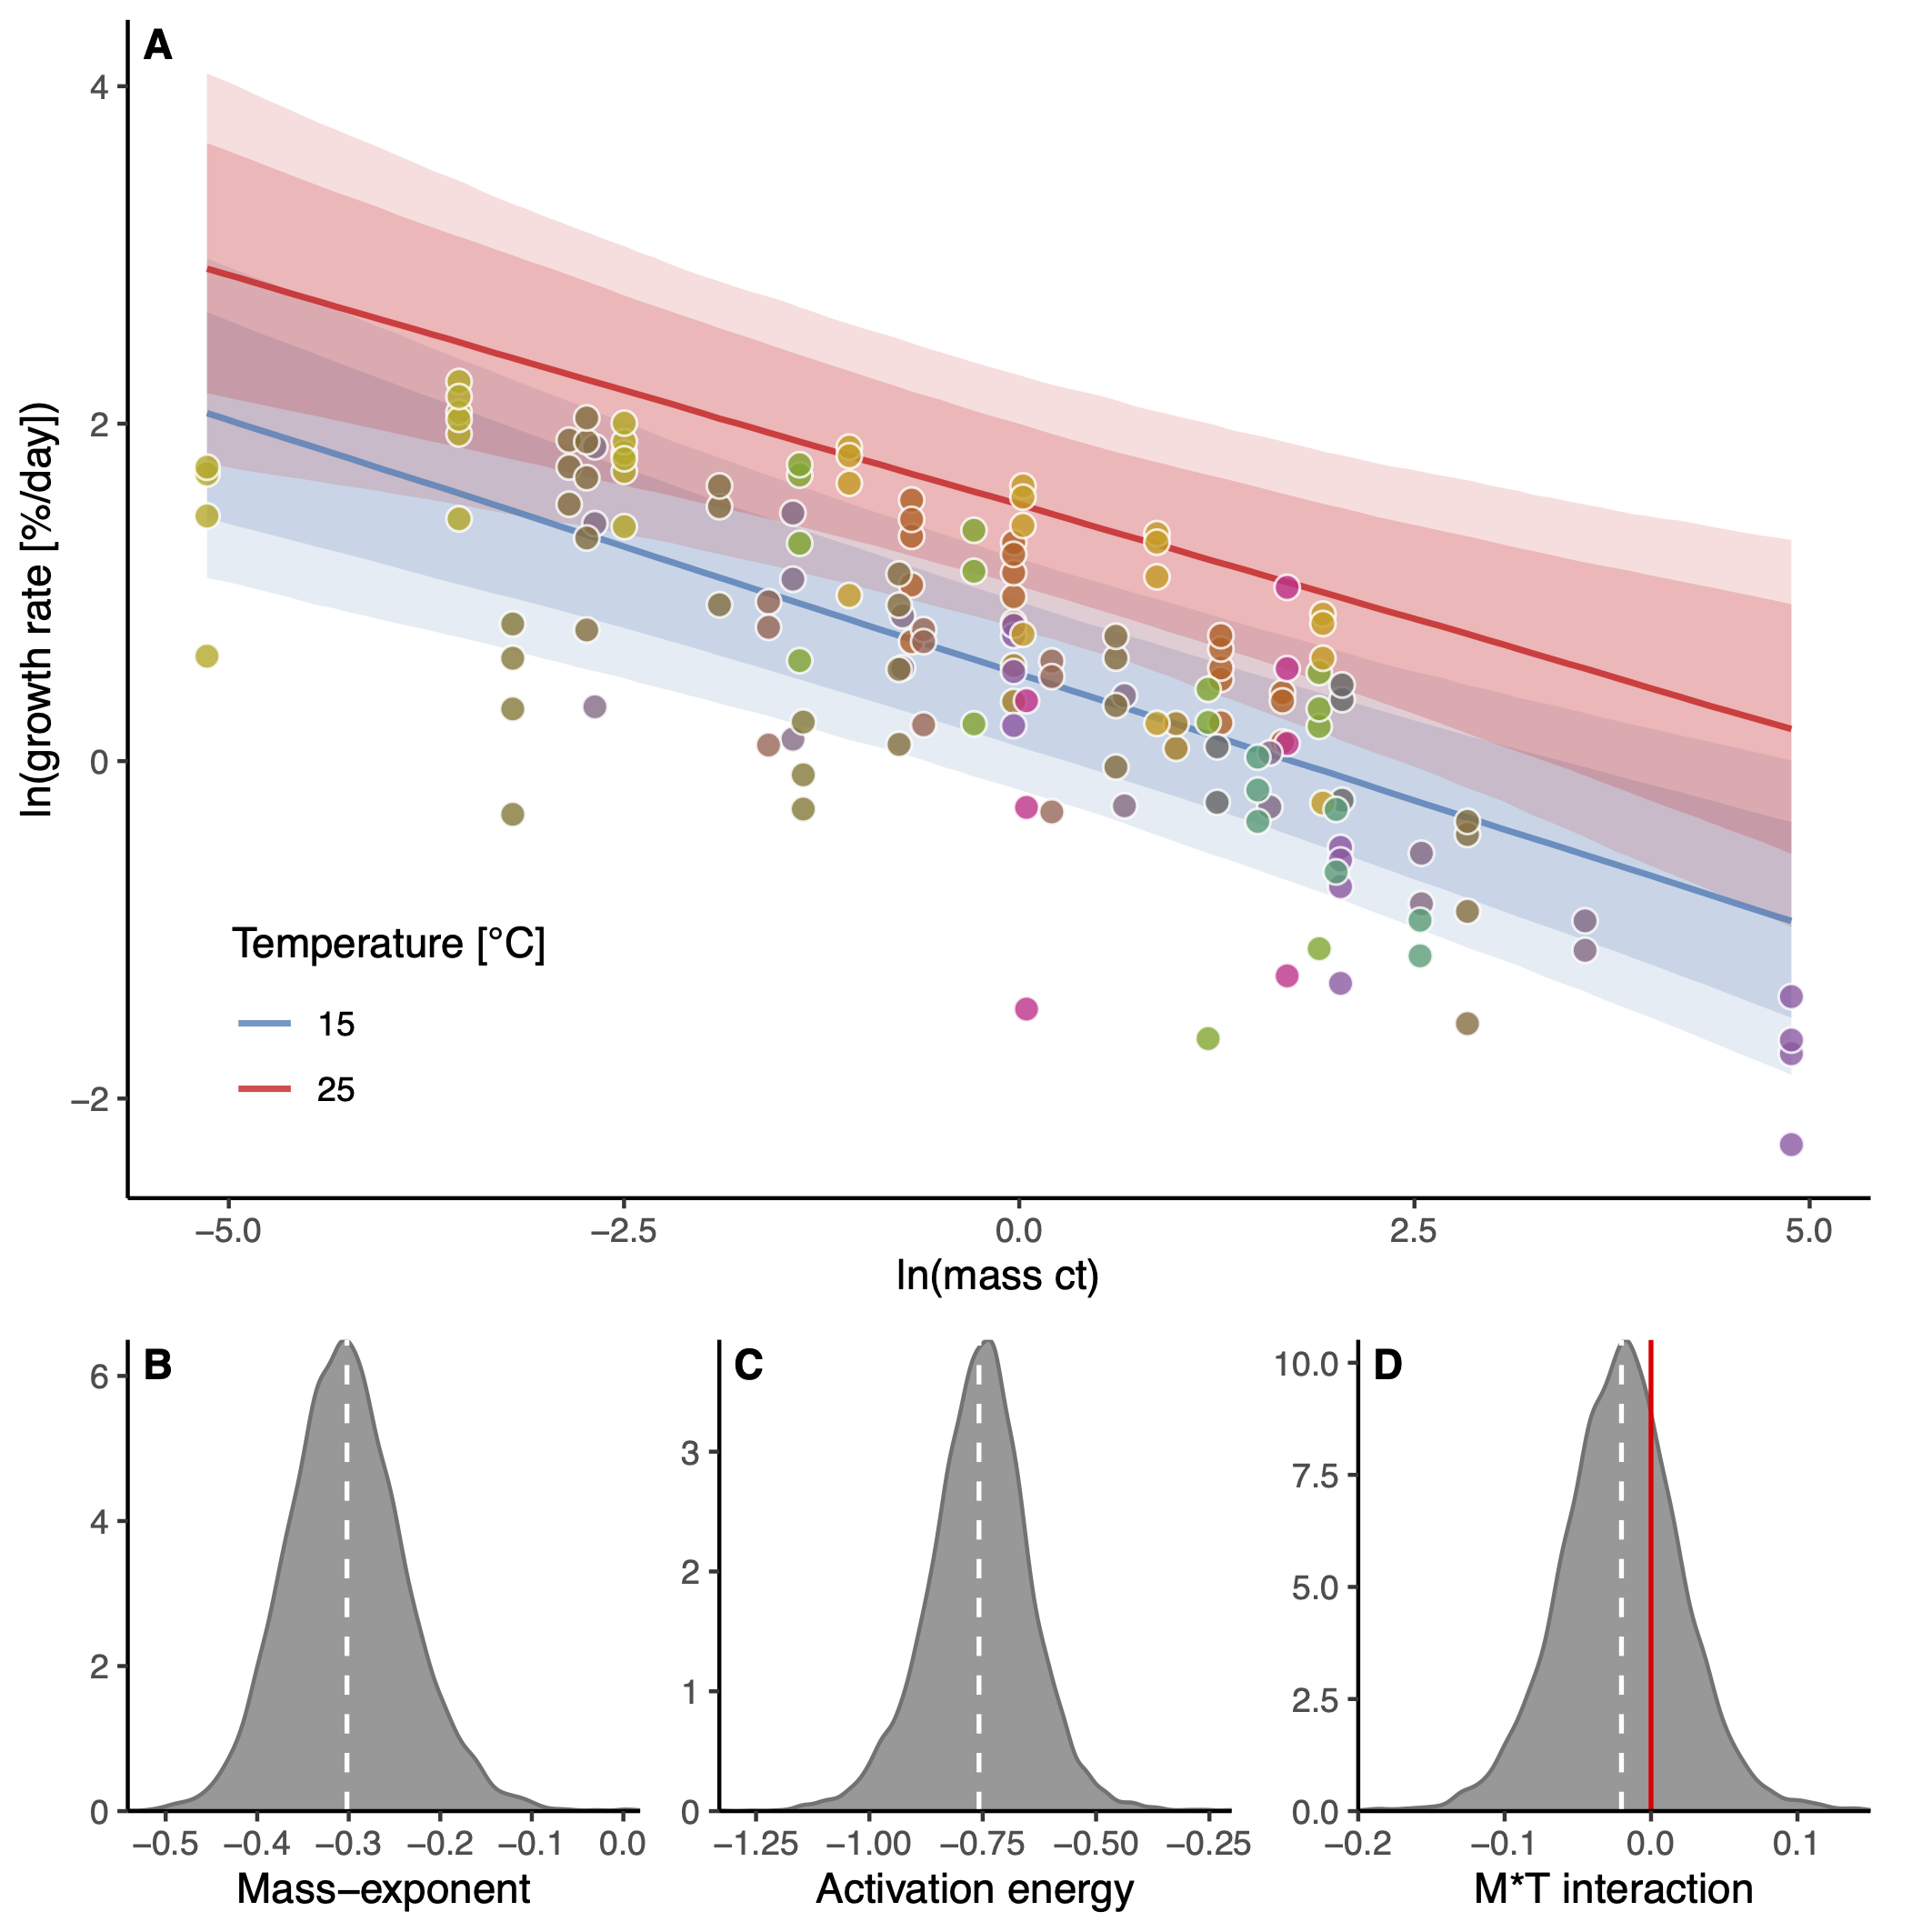 A
4
2
0
−2
ln(growth rate [%/day])
Temperature [°C]
15
25
−5.0 −2.5 0.0 2.5 5.0
ln(mass ct)
B
6
4
2
0
−0.5 −0.4 −0.3 −0.2 −0.1 0.0
Mass−exponent
C
3
2
1
0
−1.25 −1.00 −0.75 −0.50 −0.25
Activation energy
D
10.0
7.5
5.0
2.5
0.0
−0.2 −0.1 0.0 0.1
M*T interaction